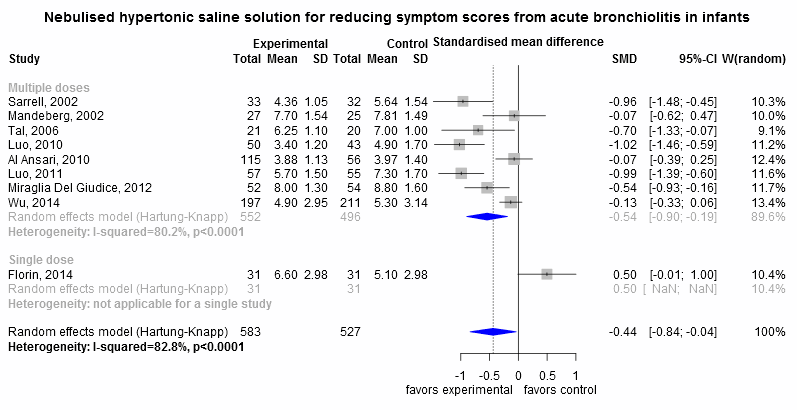 Nebulised hypertonic saline solution for reducing symptom scores from acute bronchiolitis in infants
Experimental Control Standardised mean difference
Study Total Mean SD Total Mean SD SMD 95%-CI W(random)
Multiple doses
Sarrell, 2002 33 4.36 1.05 32 5.64 1.54 -0.96 [-1.48; -0.45] 10.3%
Mandeberg, 2002 27 7.70 1.54 25 7.81 1.49 -0.07 [-0.62; 0.47] 10.0%
Tal, 2006 21 6.25 1.10 20 7.00 1.00 -0.70 [-1.33; -0.07] 9.1%
Luo, 2010 50 3.40 1.20 43 4.90 1.70 -1.02 [-1.46; -0.59] 11.2%
Al Ansari, 2010 115 3.88 1.13 56 3.97 1.40 -0.07 [-0.39; 0.25] 12.4%
Luo, 2011 57 5.70 1.50 55 7.30 1.70 -0.99 [-1.39; -0.60] 11.6%
Miraglia Del Giudice, 2012 52 8.00 1.30 54 8.80 1.60 -0.54 [-0.93; -0.16] 11.7%
Wu, 2014 197 4.90 2.95 211 5.30 3.14 -0.13 [-0.33; 0.06] 13.4%
Random effects model (Hartung-Knapp) 552 496 -0.54 [-0.90; -0.19] 89.6%
Heterogeneity: I-squared=80.2%, p<0.0001
Single dose
Florin, 2014 31 6.60 2.98 31 5.10 2.98 0.50 [-0.01; 1.00] 10.4%
Random effects model (Hartung-Knapp) 31 31 0.50 [ NaN; NaN] 10.4%
Heterogeneity: not applicable for a single study
Random effects model (Hartung-Knapp) 583 527 -0.44 [-0.84; -0.04] 100%
Heterogeneity: I-squared=82.8%, p<0.0001
-1 -0.5 0 0.5 1
favors experimental favors control